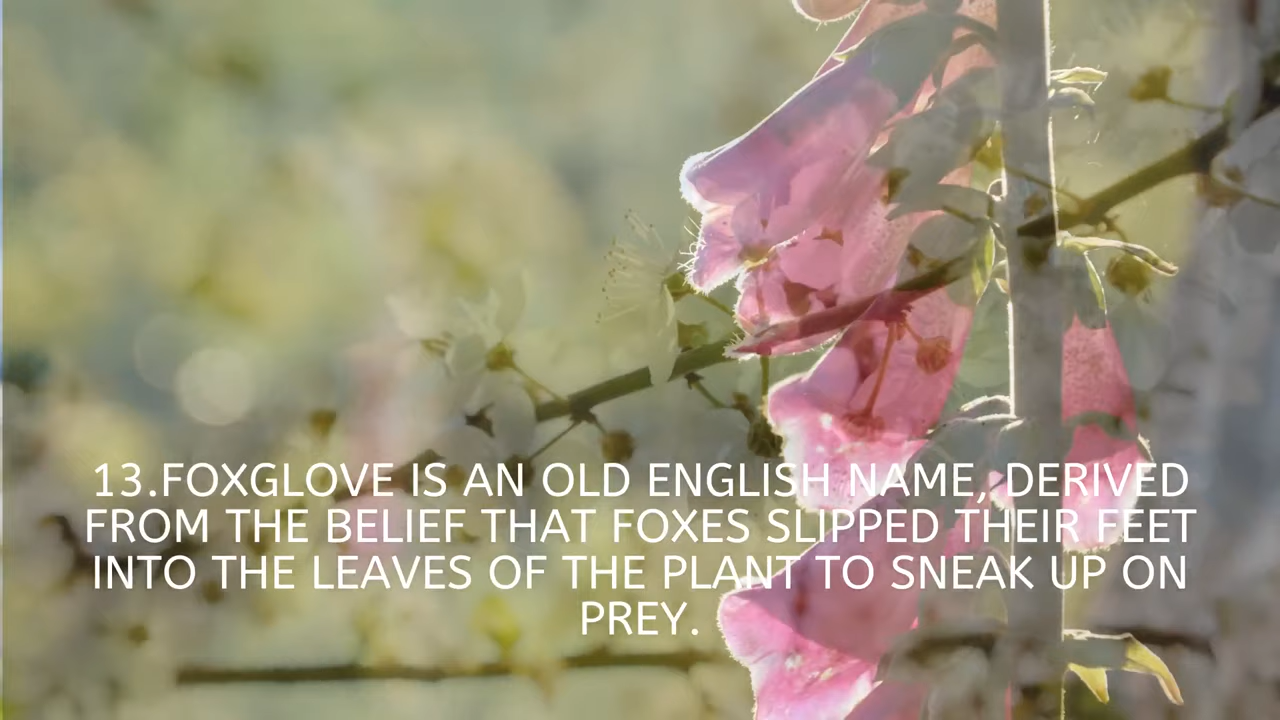 13.FOXGLOVE IS AN OLD ENGLISH NAME, DERIVED
FROM THE BELIEF THAT FOXES SLIPPED THEIR FEET
INTO THE LEAVES OF THE PLANT TO SNEAK UP ON
PREY.